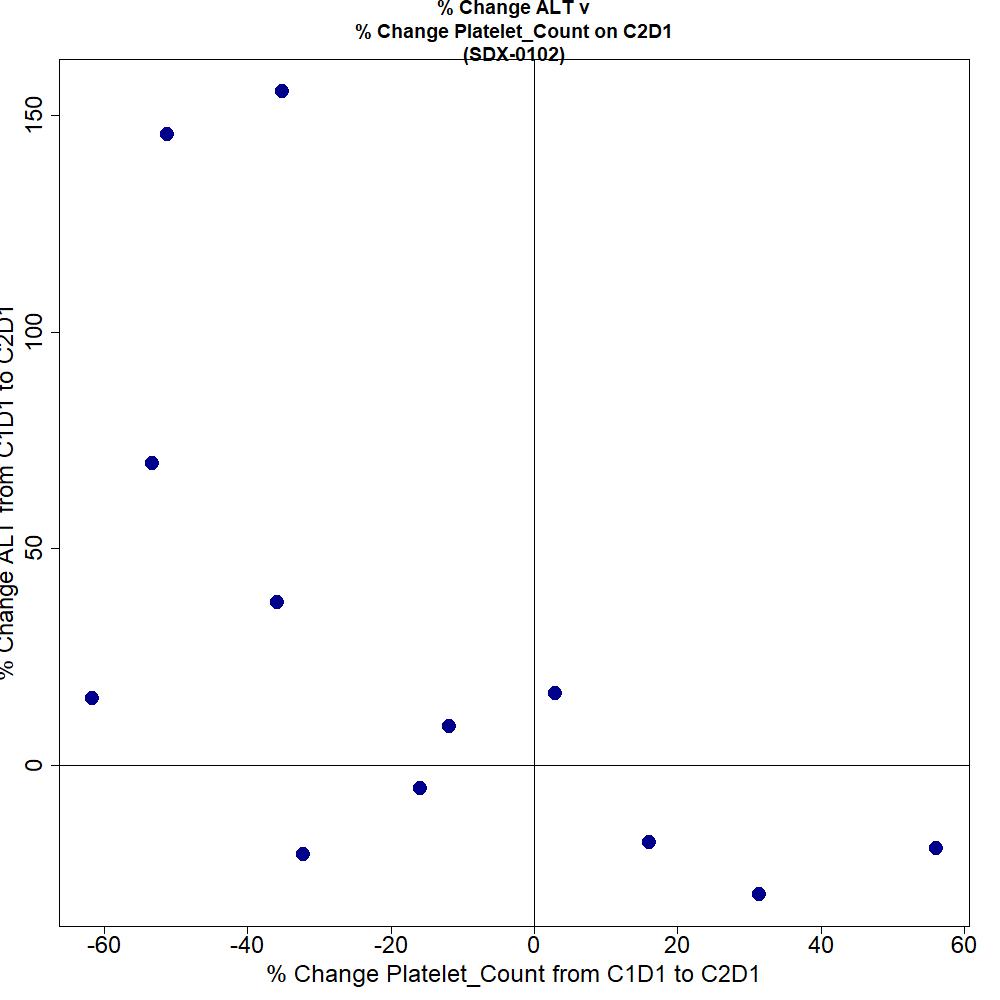 % Change ALT v
% Change Platelet_Count on C2D1
(SDX-0102)
% Change ALT from C1D1 to C2D1
150
100
50
0
-60 -40 -20 0 20 40 60
% Change Platelet_Count from C1D1 to C2D1